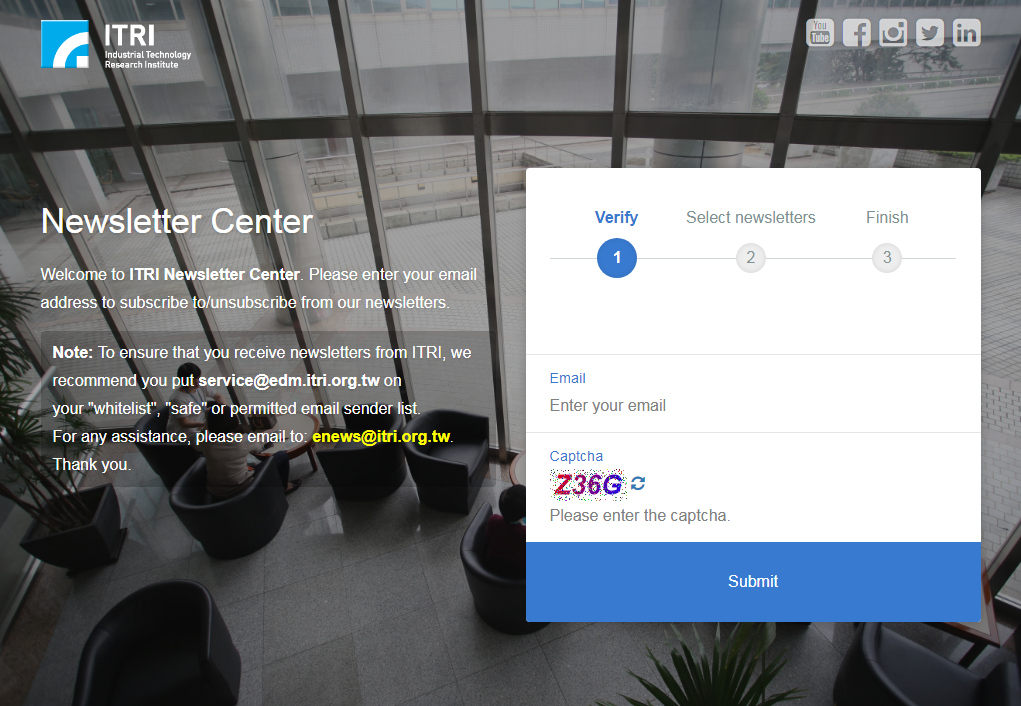 ITRI
Industrial Technology
Research Institute
You
Tube
Newsletter Center
Welcome to ITRI Newsletter Center. Please enter your email
address to subscribe to/unsubscribe from our newsletters.
Note: To ensure that you receive newsletters from ITRI, we
recommend you put service@edm.itri.org.tw on
your "whitelist", "safe" or permitted email sender list.
For any assistance, please email to: enews@itri.org.tw.
Thank you.
Verify Select newsletters Finish
1 2 3
Email
Enter your email
Captcha
Z36G
Please enter the captcha.
Submit